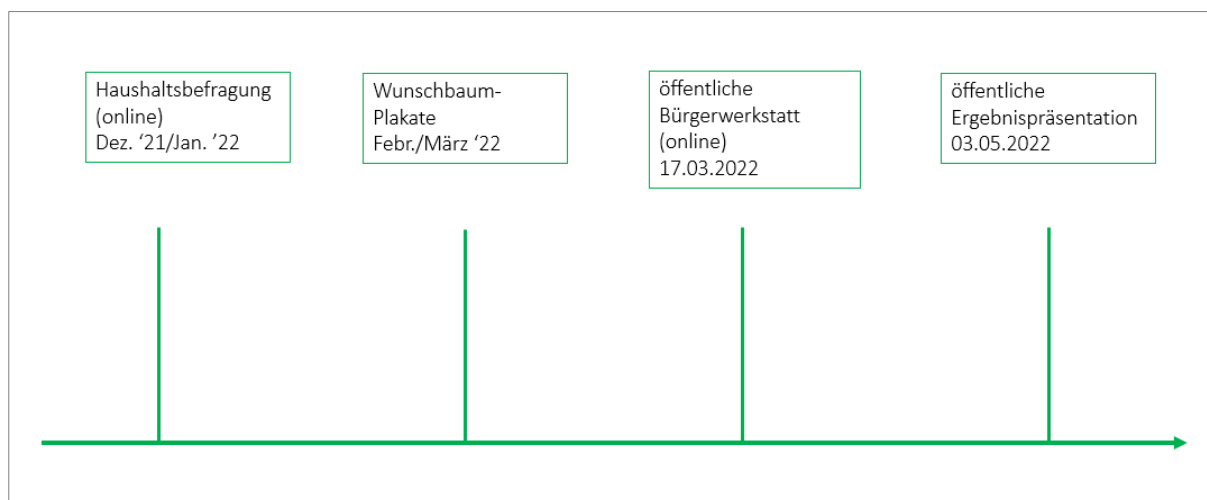 Haushaltsbefragung
(online)
Dez. ‘21/Jan. ’22
Wunschbaum-
Plakate
Febr./März ‘22
öffentliche
Bürgerwerkstatt
(online)
17.03.2022
öffentliche
Ergebnispräsentation
03.05.2022